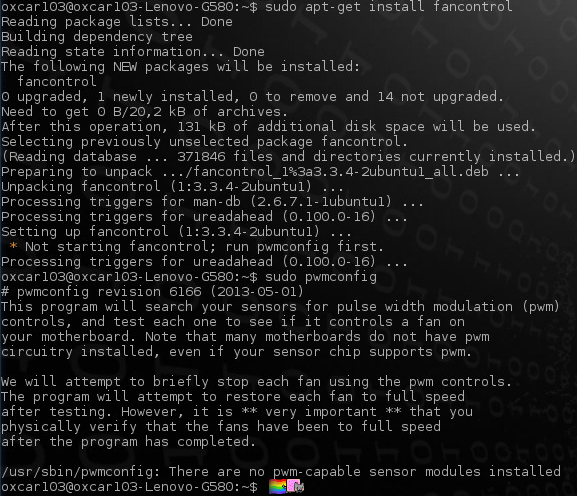 oxcar103@oxcar103-Lenovo-G580:~$ sudo apt-get install fancontrol
Reading package lists... Done
Building dependency tree
Reading state information... Done
The following NEW packages will be installed:
  fancontrol
0 upgraded, 1 newly installed, 0 to remove and 14 not upgraded.
Need to get 0 B/20,2 kB of archives.
After this operation, 131 kB of additional disk space will be used.
Selecting previously unselected package fancontrol.
(Reading database ... 371846 files and directories currently installed.)
Preparing to unpack .../fancontrol_1%3a3.3.4-2ubuntu1_all.deb ...
Unpacking fancontrol (1:3.3.4-2ubuntu1) ...
Processing triggers for man-db (2.6.7.1-1ubuntu1) ...
Processing triggers for ureadahead (0.100.0-16) ...
Setting up fancontrol (1:3.3.4-2ubuntu1) ...
 * Not starting fancontrol; run pwmconfig first.
Processing triggers for ureadahead (0.100.0-16) ...
oxcar103@oxcar103-Lenovo-G580:~$ sudo pwmconfig
# pwmconfig revision 6166 (2013-05-01)
This program will search your sensors for pulse width modulation (pwm)
controls, and test each one to see if it controls a fan on
your motherboard. Note that many motherboards do not have pwm
circuitry installed, even if your sensor chip supports pwm.

We will attempt to briefly stop each fan using the pwm controls.
The program will attempt to restore each fan to full speed
after testing. However, it is ** very important ** that you
physically verify that the fans have been to full speed
after the program has completed.

/usr/sbin/pwmconfig: There are no pwm-capable sensor modules installed
oxcar103@oxcar103-Lenovo-G580:~$